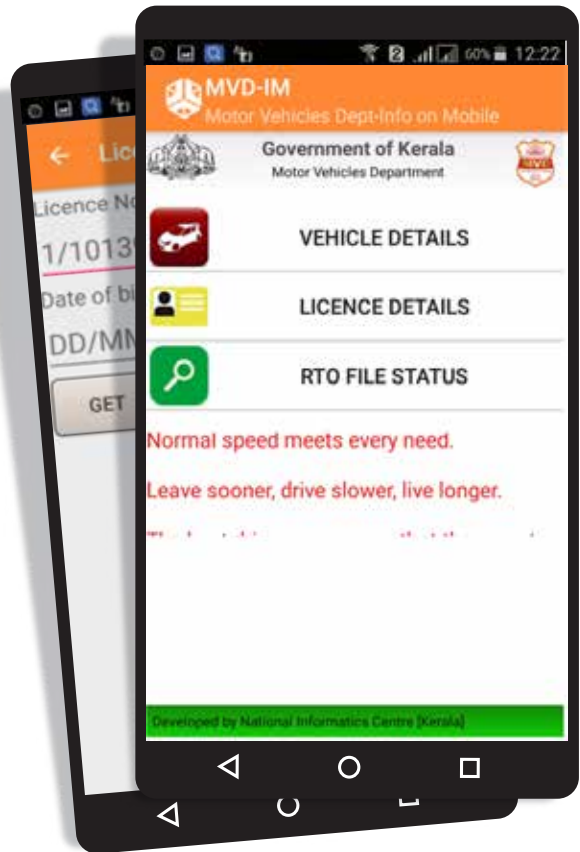 60% 12:22
MVD-IM
Motor Vehicles Dept-Info on Mobile
Government of Kerala
Motor Vehicles Department
VEHICLE DETAILS
LICENCE DETAILS
RTO FILE STATUS
Normal speed meets every need.
Leave sooner, drive slower, live longer.
Developed by National Informatics Centre [Kerala]
Licence
1/1013
Date of bi
DD/MM
GET